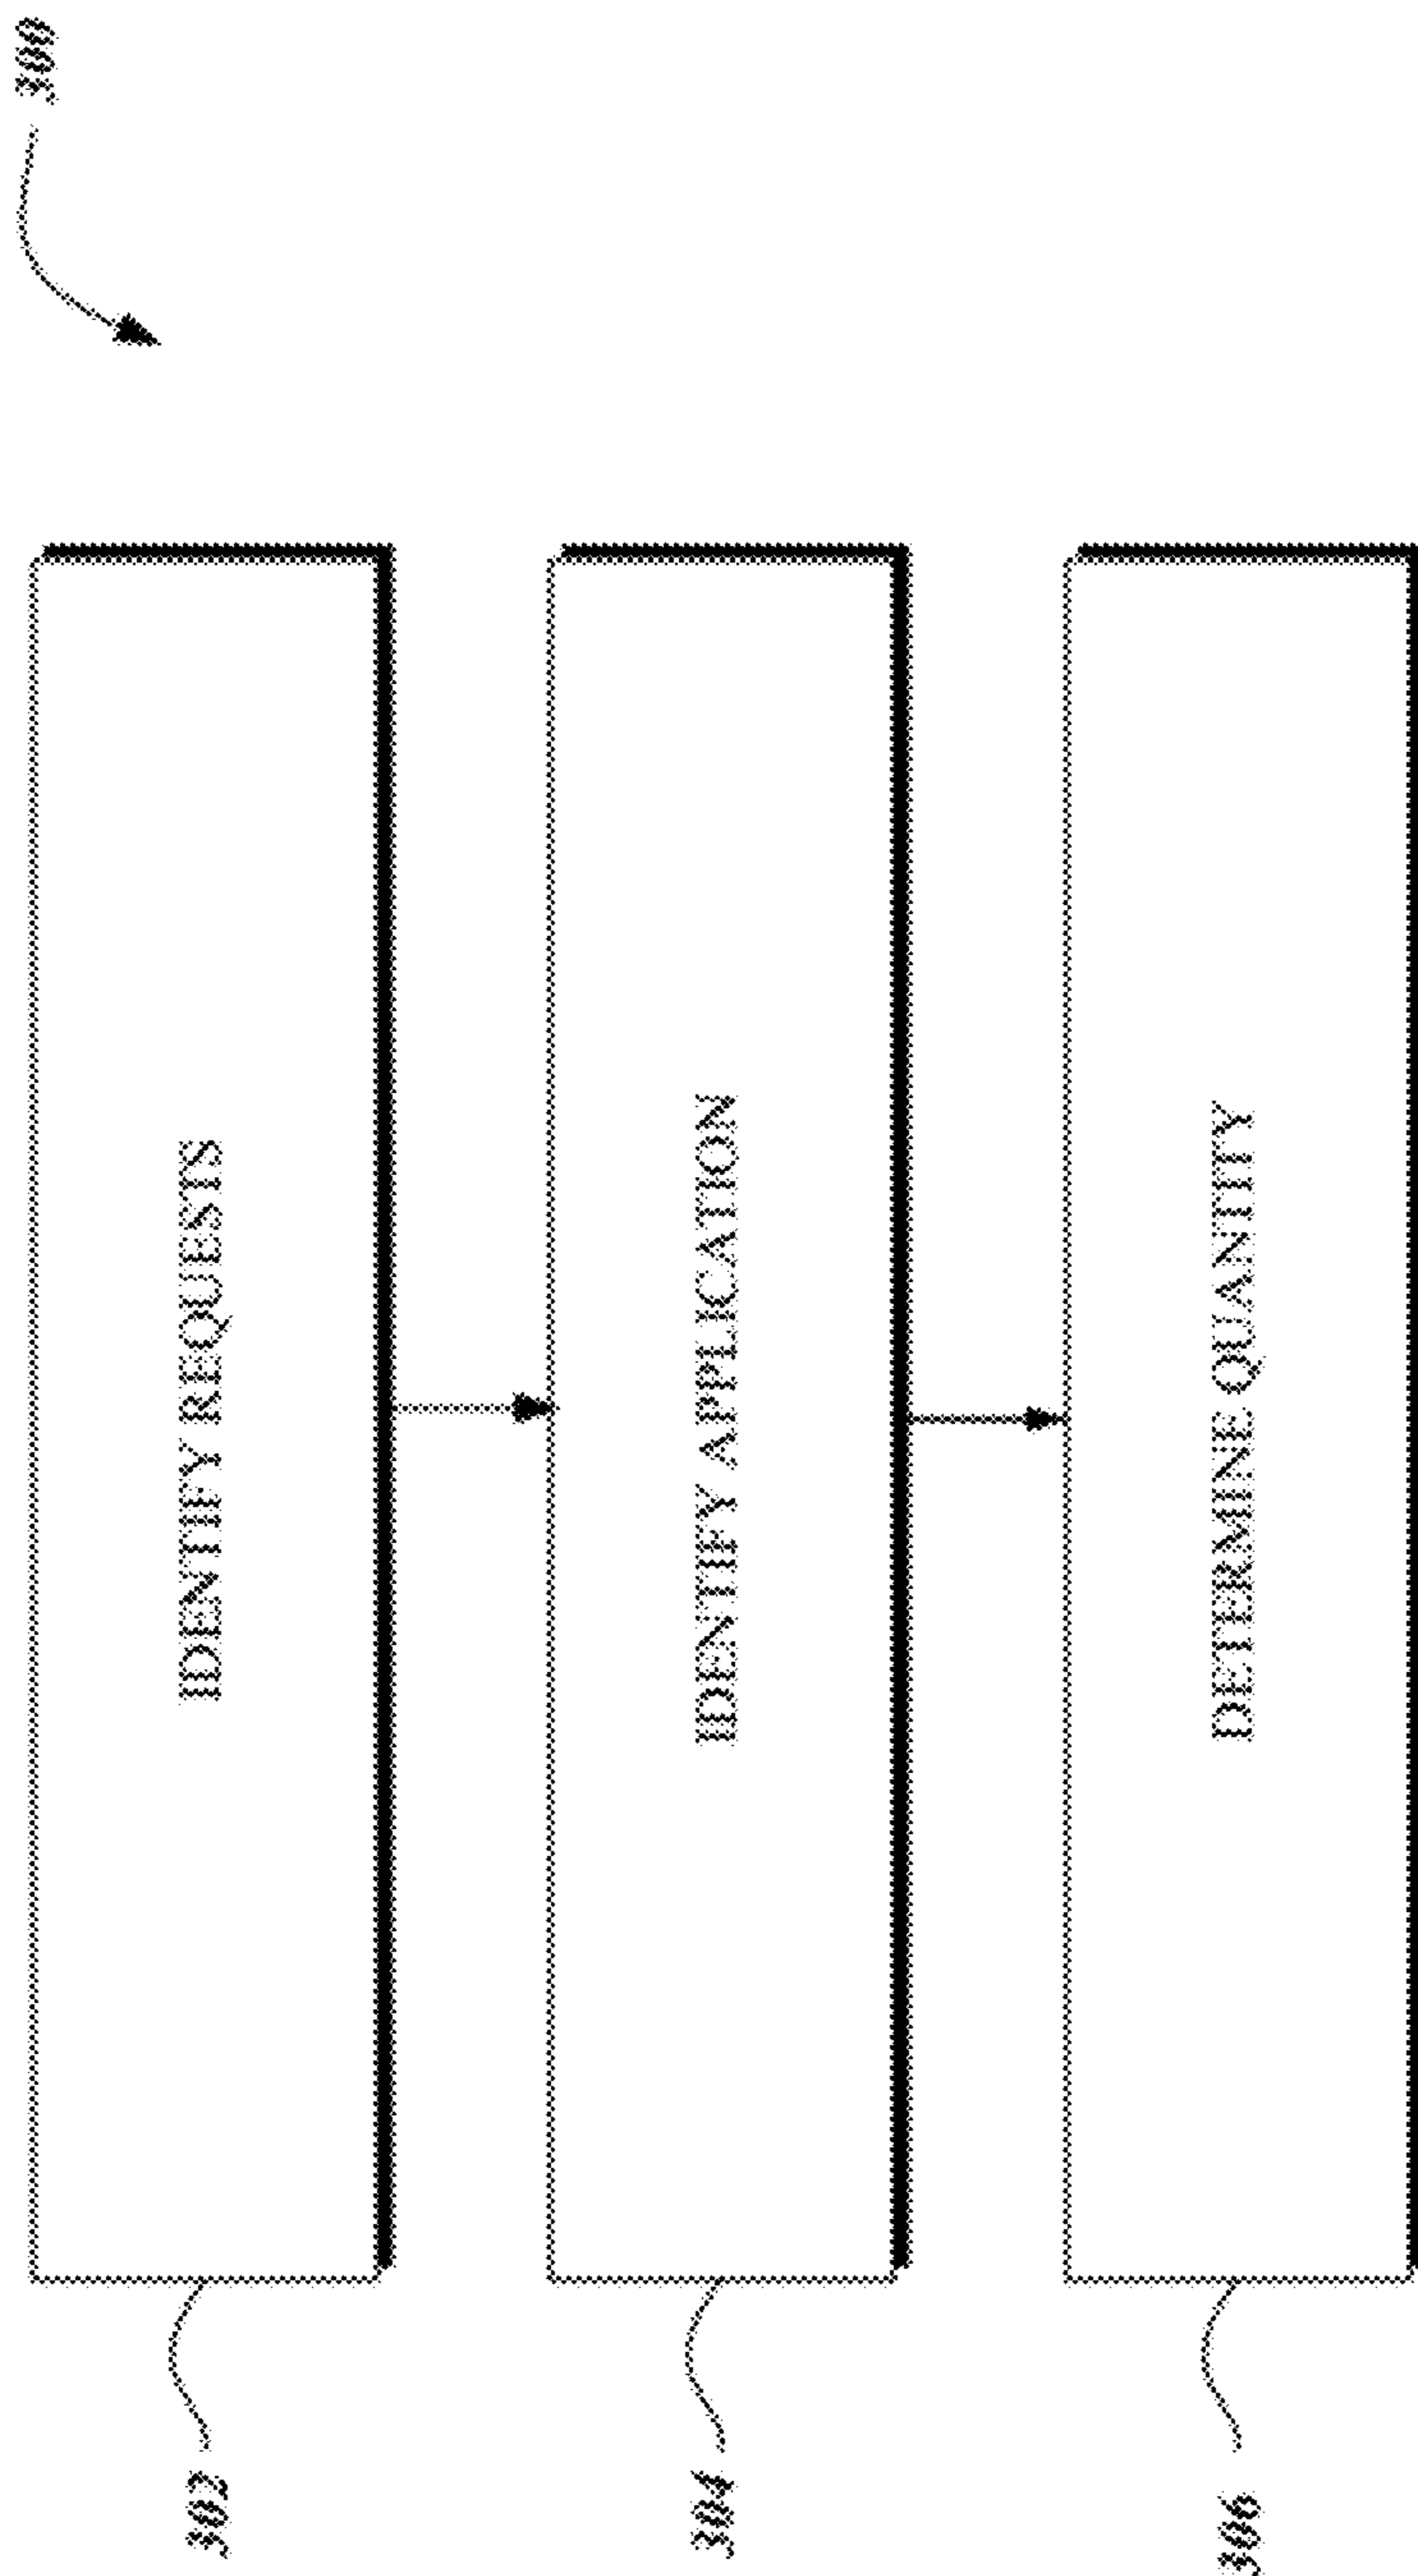 300
IDENTIFY REQUESTS
302
IDENTIFY APPLICATION
304
DETERMINE QUANTITY
306